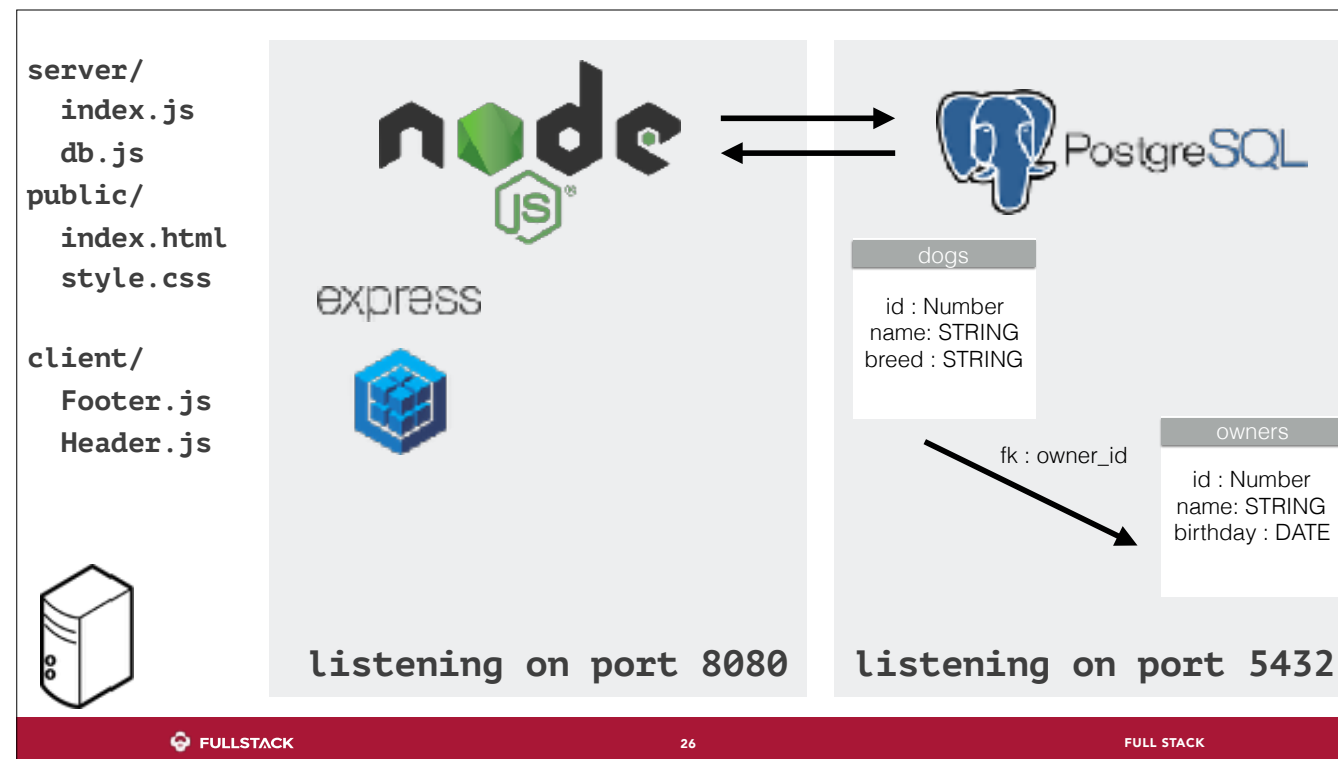 server/
index.js
db.js
public/
index.html
style.css
client/
Footer.js
Header.js
node
JS®
express
listening on port 8080
PostgreSQL
dogs
id : Number
name: STRING
breed : STRING
fk : owner_id
owners
id : Number
name: STRING
birthday : DATE
listening on port 5432
FULLSTACK
26
FULL STACK